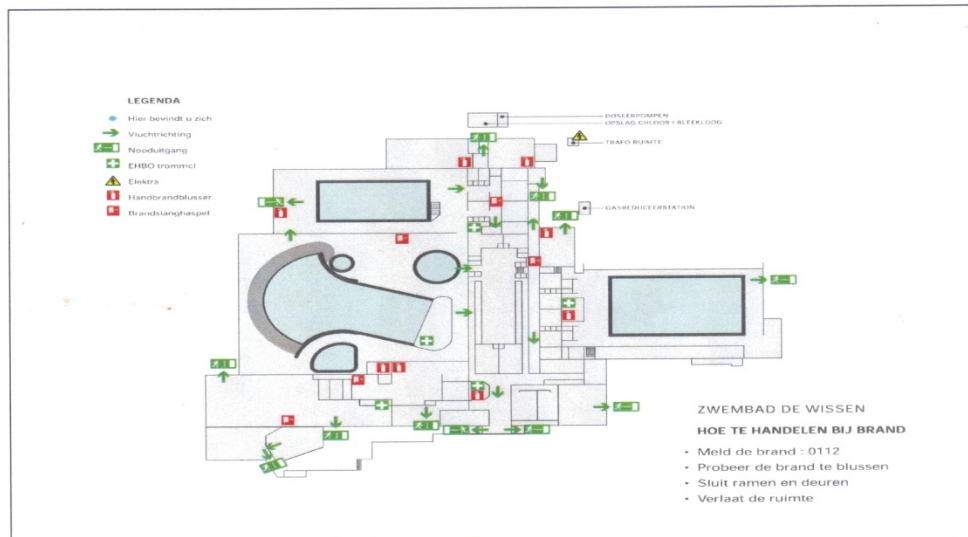 LEGENDA
Hier bevindt u zich
Vluchtrichting
Nooduitgang
EHBO trommel
Elektra
Handbrandblusser
Brandslanghaspel
DOSEERPOMPEN
OPSLAG CHLOOR / BLEEKLOOG
TRAFO RUIMTE
GASREDUCEERSTATION
ZWEMBAD DE WISSEN
HOE TE HANDELEN BIJ BRAND
• Meld de brand : 0112
• Probeer de brand te blussen
• Sluit ramen en deuren
• Verlaat de ruimte